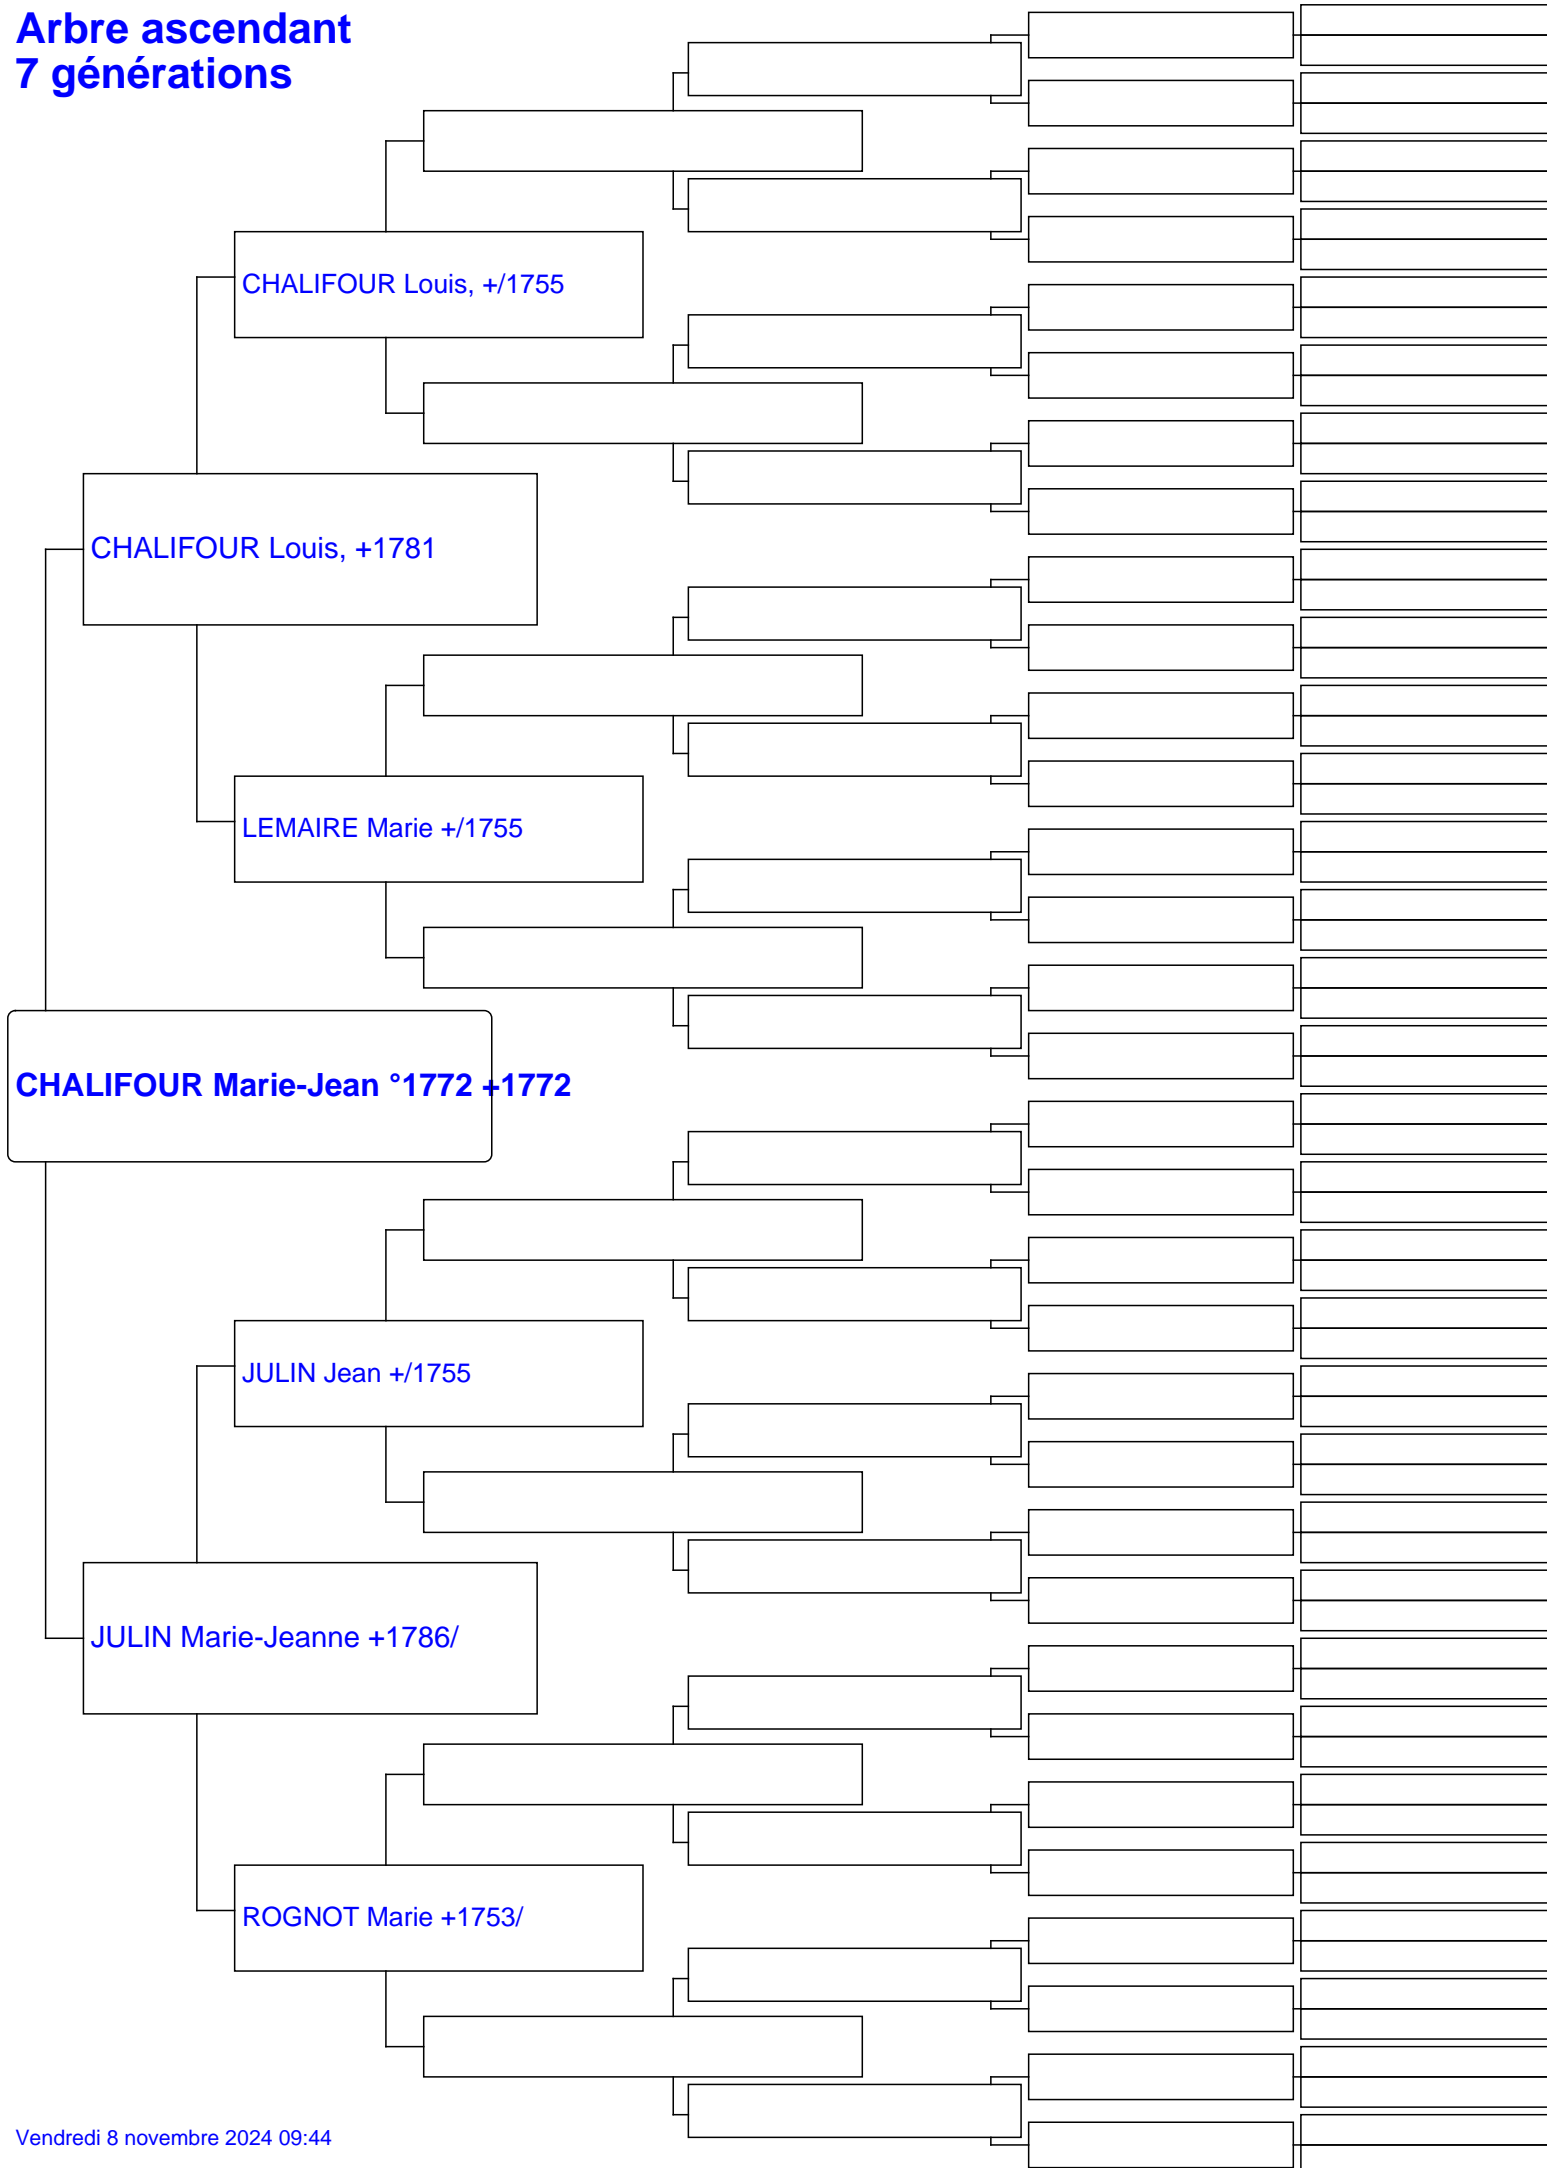 Arbre ascendant
7 générations
CHALIFOUR Louis, +/1755
CHALIFOUR Louis, +1781
LEMAIRE Marie +/1755
CHALIFOUR Marie-Jean °1772 +1772
JULIN Jean +/1755
JULIN Marie-Jeanne +1786/
ROGNOT Marie +1753/
Vendredi 8 novembre 2024 09:44